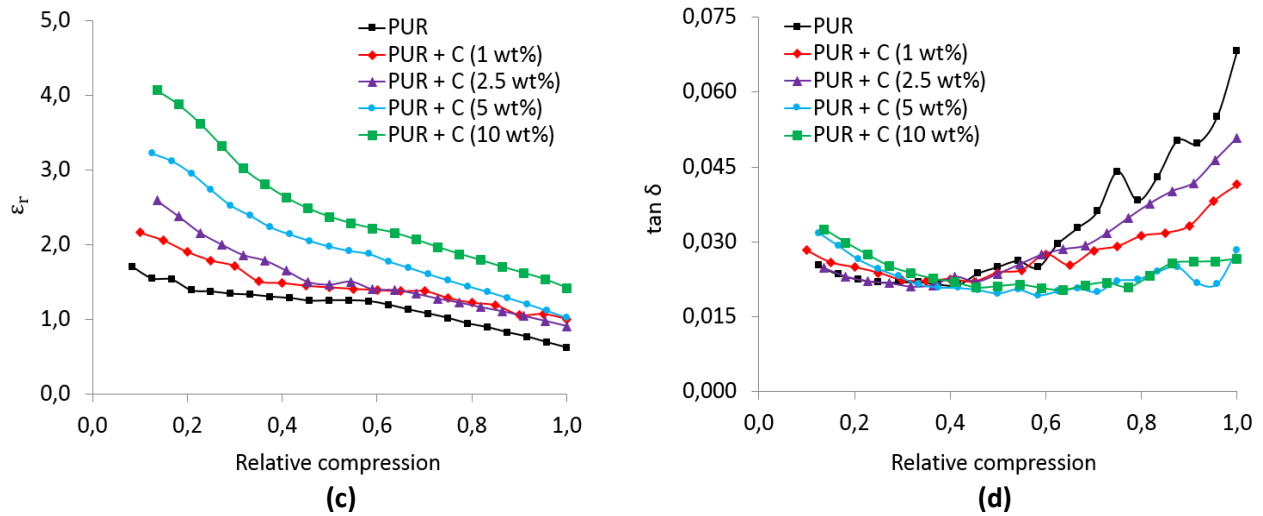 5,0
4,0
3,0
2,0
1,0
0,0
εr
0,0
0,2
0,4
0,6
0,8
1,0
Relative compression
PUR
PUR + C (1 wt%)
PUR + C (2.5 wt%)
PUR + C (5 wt%)
PUR + C (10 wt%)
(c)
0,075
0,060
0,045
0,030
0,015
0,000
tan δ
0,0
0,2
0,4
0,6
0,8
1,0
Relative compression
PUR
PUR + C (1 wt%)
PUR + C (2.5 wt%)
PUR + C (5 wt%)
PUR + C (10 wt%)
(d)